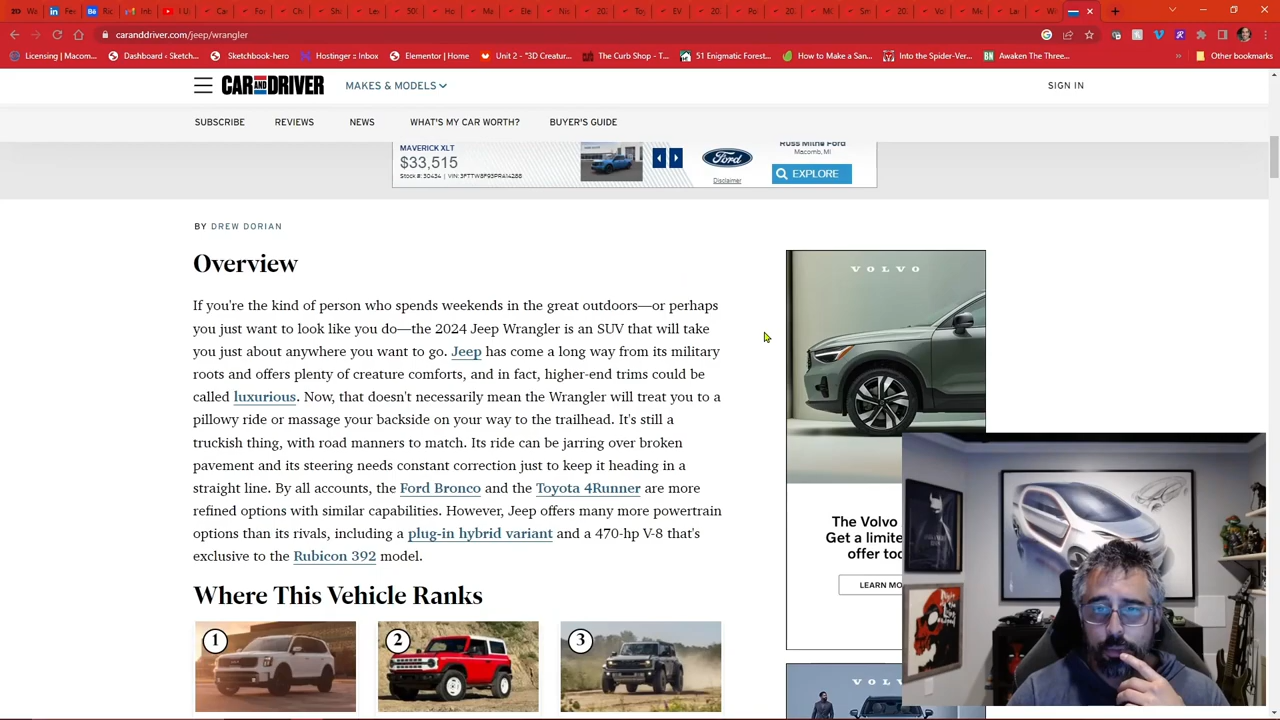 caranddriver.com/jeep/wrangler
Licensing | Macom...
Dashboard ‹ Sketch...
Sketchbook-hero
Hostinger :: Inbox
Elementor | Home
Unit 2 - "3D Creatur...
The Curb Shop - T...
51 Enigmatic Forest...
How to Make a San...
Into the Spider-Ver...
Awaken The Three...
Other bookmarks
CAR AND DRIVER
MAKES & MODELS
SIGN IN
SUBSCRIBE
REVIEWS
NEWS
WHAT'S MY CAR WORTH?
BUYER'S GUIDE
MAVERICK XLT
$33,515
Ford
Disclaimer
Russ Milne Ford
Macomb, MI
EXPLORE
BY DREW DORIAN
Overview
If you're the kind of person who spends weekends in the great outdoors—or perhaps
you just want to look like you do—the 2024 Jeep Wrangler is an SUV that will take
you just about anywhere you want to go. Jeep has come a long way from its military
roots and offers plenty of creature comforts, and in fact, higher-end trims could be
called luxurious. Now, that doesn't necessarily mean the Wrangler will treat you to a
pillowy ride or massage your backside on your way to the trailhead. It's still a
truckish thing, with road manners to match. Its ride can be jarring over broken
pavement and its steering needs constant correction just to keep it heading in a
straight line. By all accounts, the Ford Bronco and the Toyota 4Runner are more
refined options with similar capabilities. However, Jeep offers many more powertrain
options than its rivals, including a plug-in hybrid variant and a 470-hp V-8 that's
exclusive to the Rubicon 392 model.
Where This Vehicle Ranks
1
2
3
VOLVO
The Volvo
Get a limite
offer to
LEARN MO
VOLVO